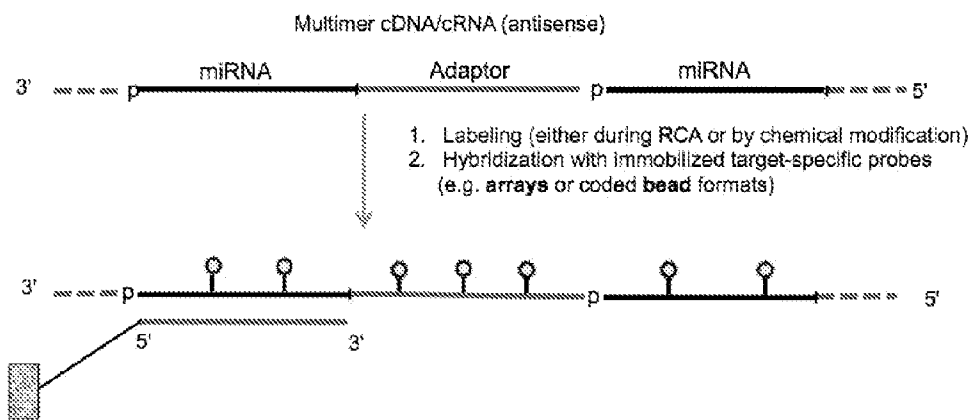 Multimer cDNA/cRNA (antisense)
3' p miRNA Adaptor p miRNA 5'
1. Labeling (either during RCA or by chemical modification)
2. Hybridization with immobilized target-specific probes
(e.g. arrays or coded bead formats)
3' p p 5'
5' 3'